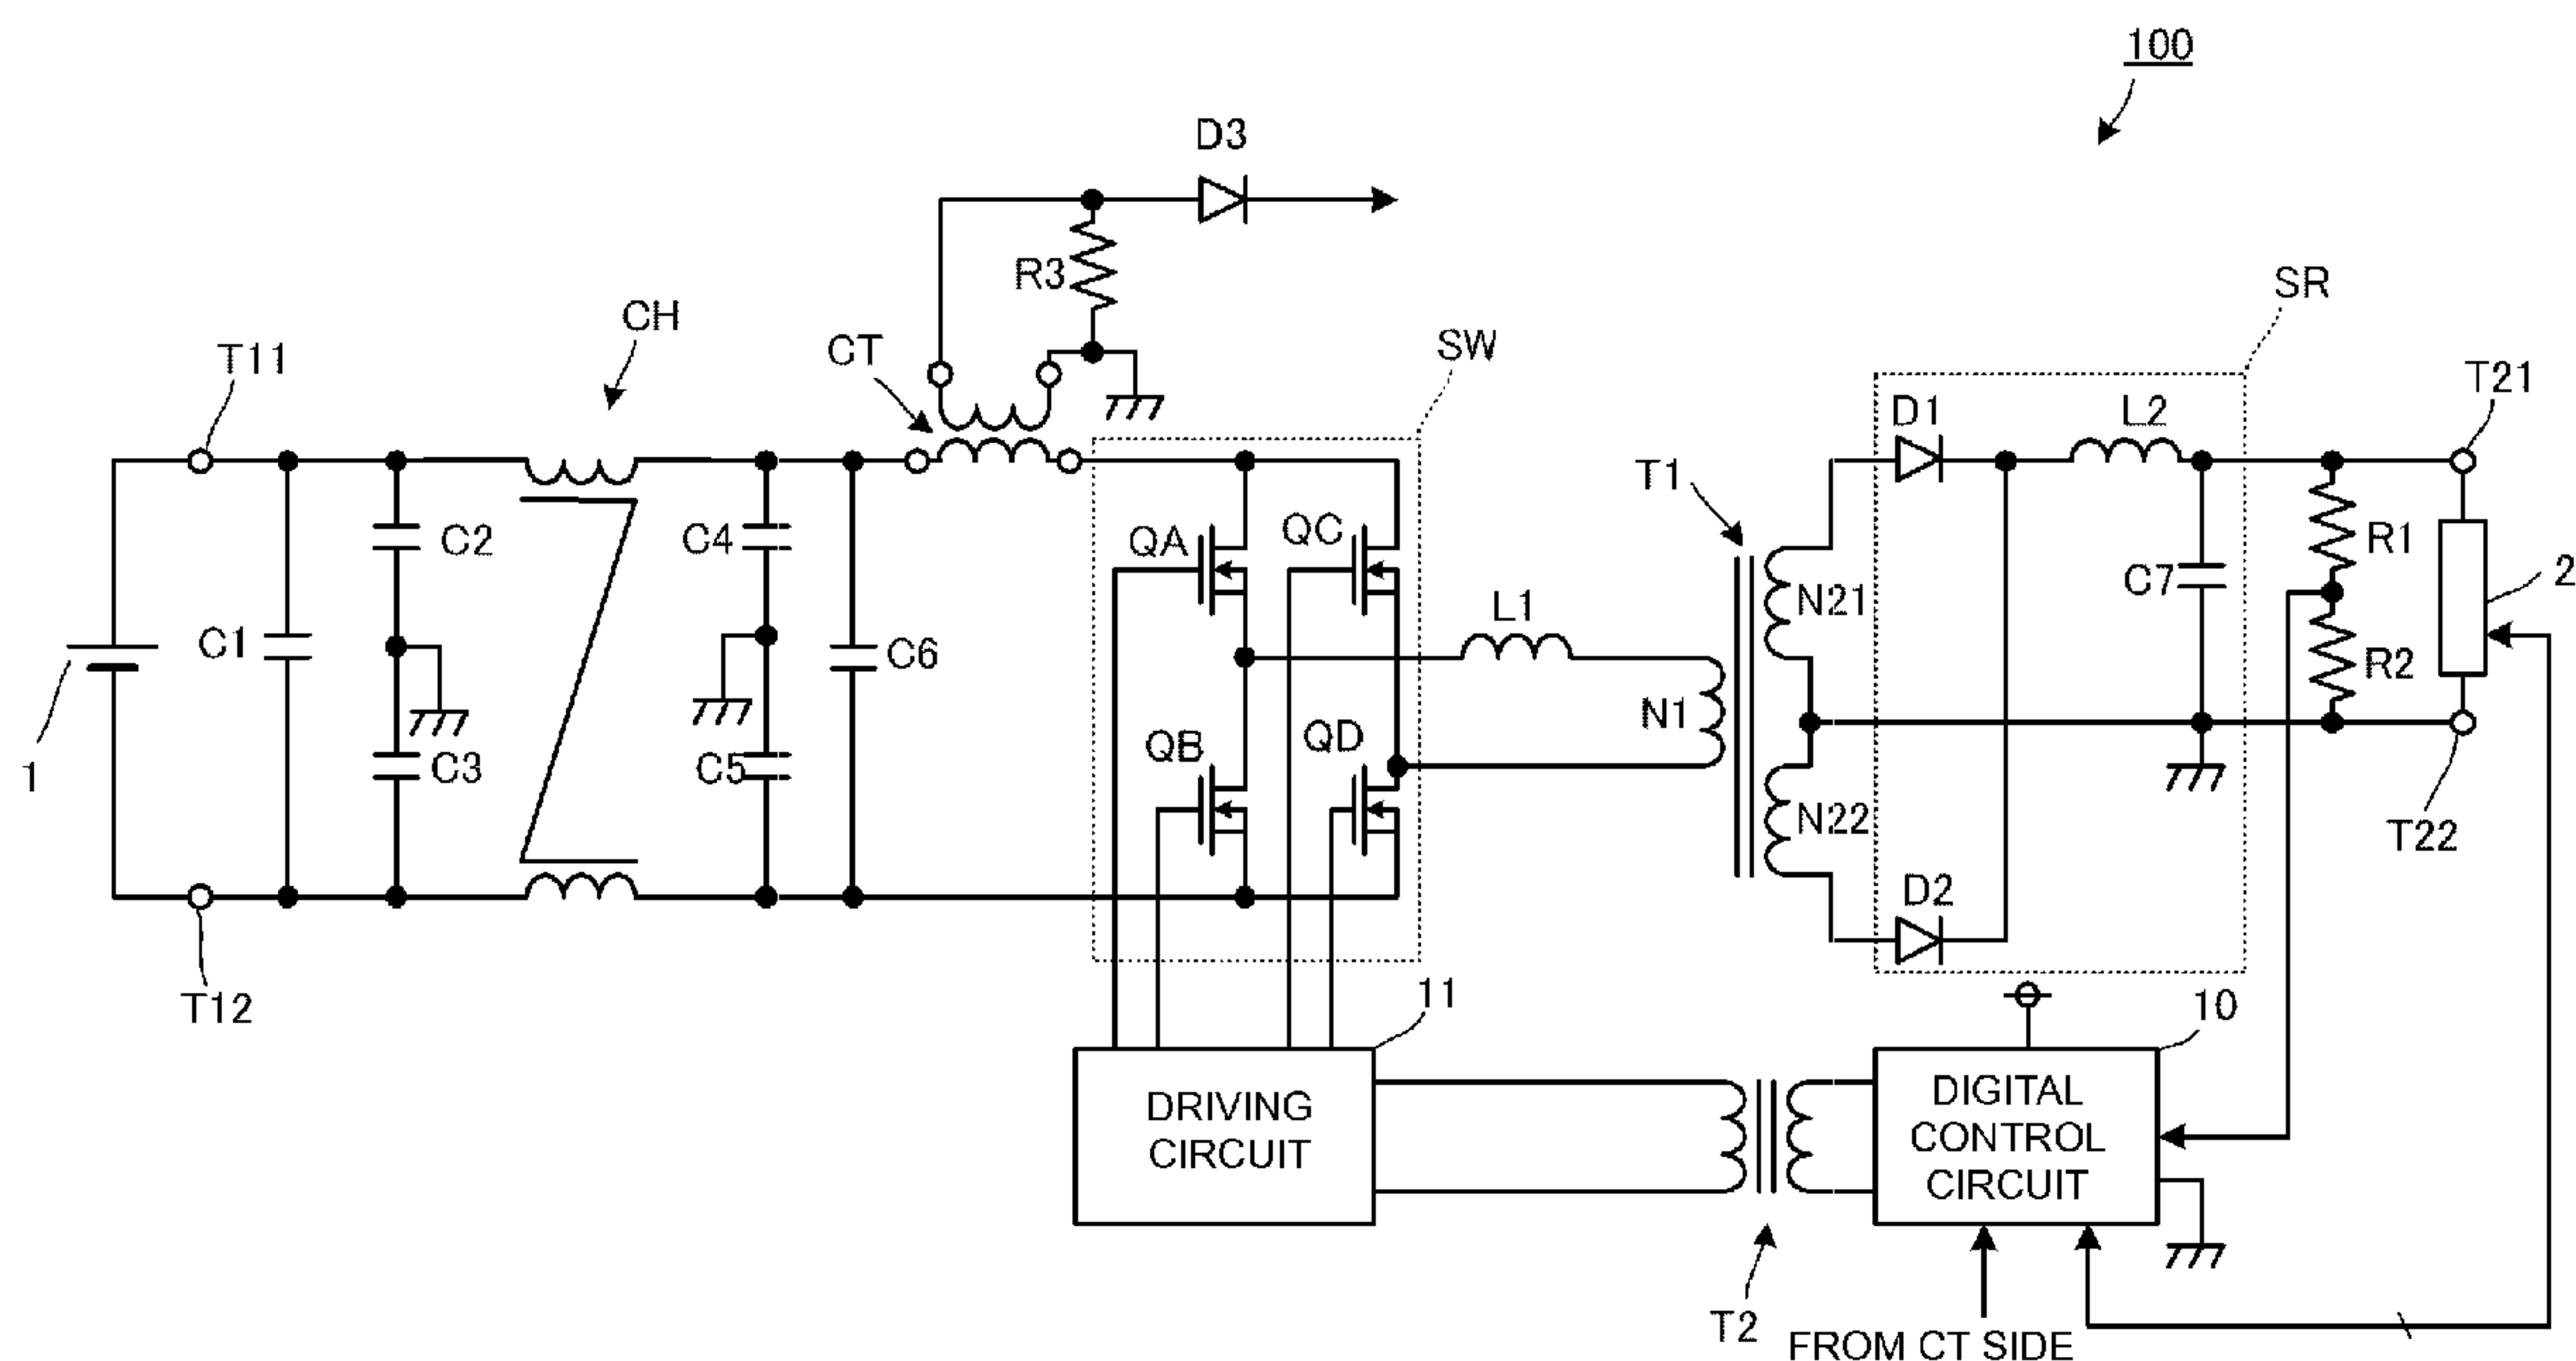 100
D3
R3
CH
CT
SW
SR
T11
T21
D1
L2
T1
C2
C4
QA
QC
R1
2
C7
N21
L1
C1
C6
R2
N1
QB
QD
C3
C5
1
N22
T22
D2
T12
11
10
DRIVING
CIRCUIT
DIGITAL
CONTROL
CIRCUIT
T2
FROM CT SIDE